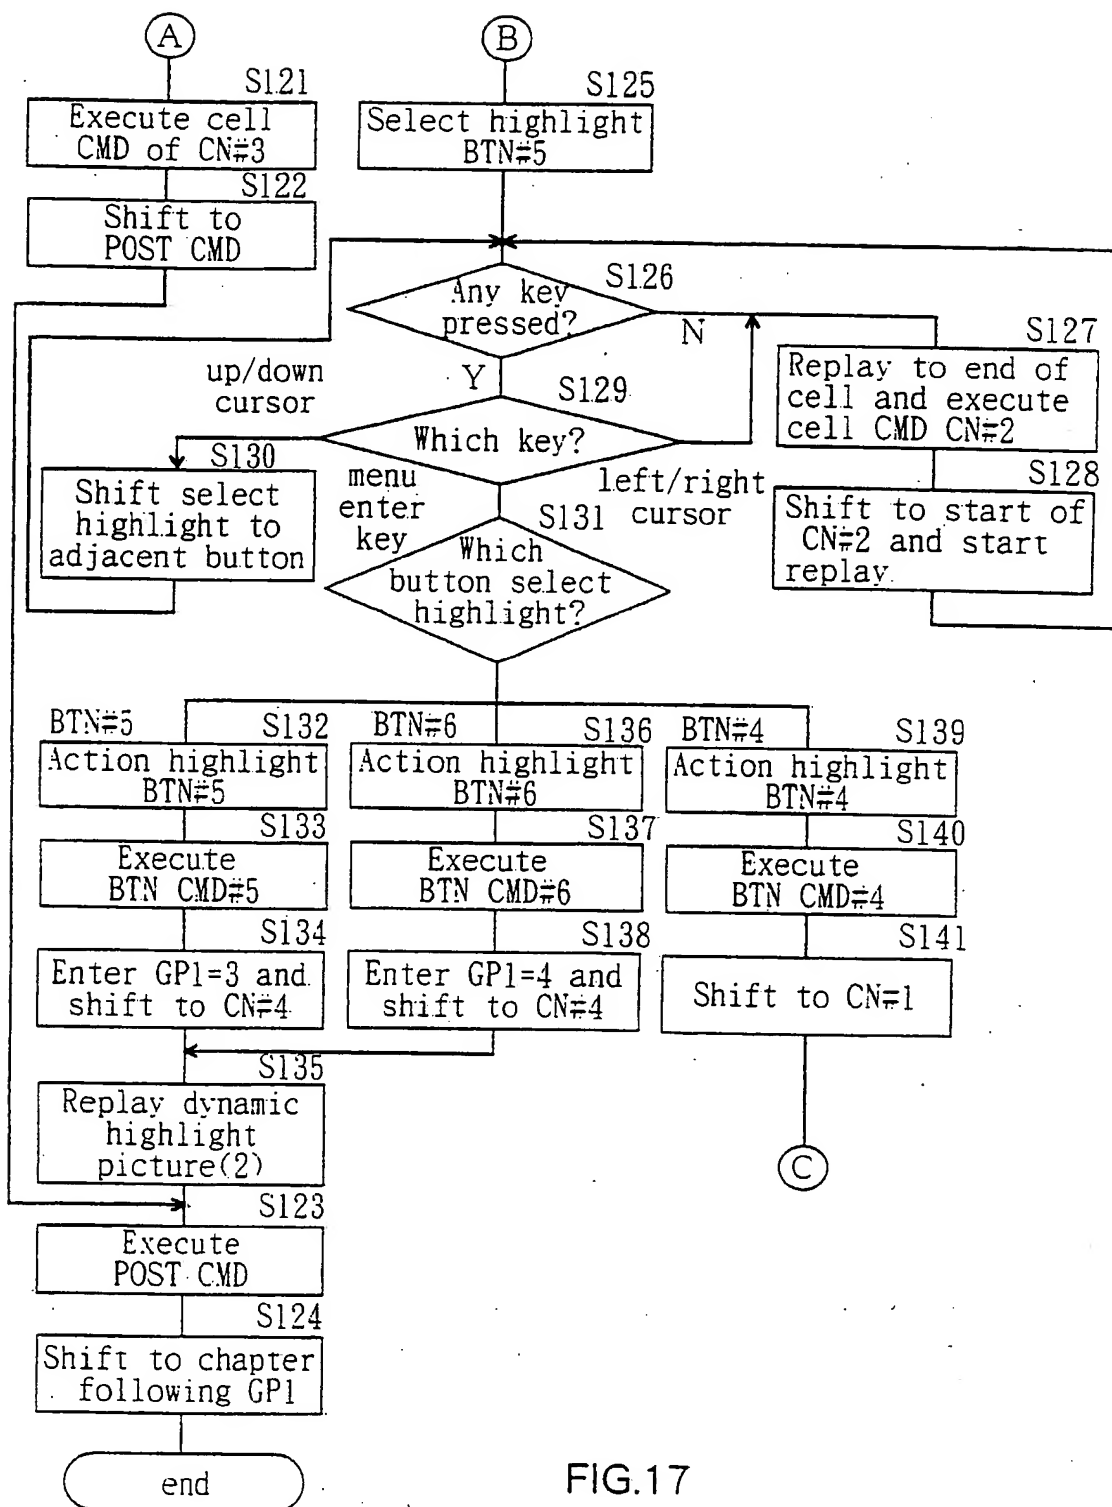 A
S121
Execute cell
CMD of CN#3
S122
Shift to
POST CMD
B
S125
Select highlight
BTN#5
S126
Any key
pressed?
N
Y
S127
Replay to end of
cell and execute
cell CMD CN#2
S128
Shift to start of
CN#2 and start
replay.
up/down
cursor
S129
Which key?
S130
Shift select
highlight to
adjacent button
menu
enter
key
left/right
cursor
S131
Which
button select
highlight?
BTN#5
S132
Action highlight
BTN#5
S133
Execute
BTN CMD#5
S134
Enter GP1=3 and
shift to CN#4
BTN#6
S136
Action highlight
BTN#6
S137
Execute
BTN CMD#6
S138
Enter GP1=4 and
shift to CN#4
BTN#4
S139
Action highlight
BTN#4
S140
Execute
BTN CMD#4
S141
Shift to CN#1
C
S135
Replay dynamic
highlight
picture(2)
S123
Execute
POST CMD
S124
Shift to chapter
following GP1
end
FIG.17